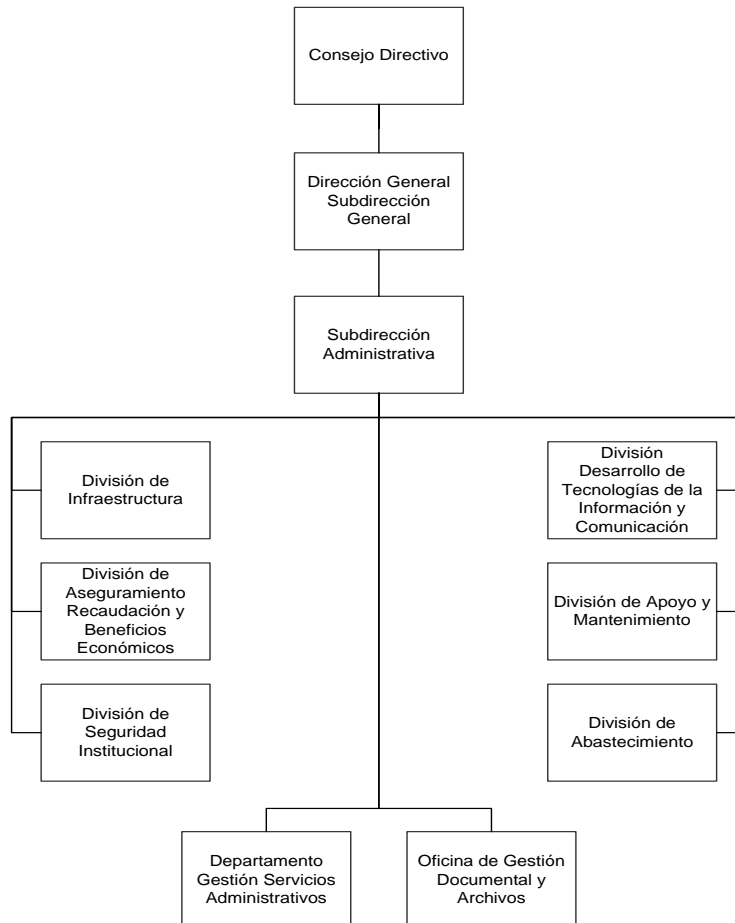 Consejo Directivo
Dirección General
Subdirección
General
Subdirección
Administrativa
División de
Infraestructura
División
Desarrollo de
Tecnologías de la
Información y
Comunicación
División de
Aseguramiento
Recaudación y
Beneficios
Económicos
División de Apoyo y
Mantenimiento
División de
Seguridad
Institucional
División de
Abastecimiento
Departamento
Gestión Servicios
Administrativos
Oficina de Gestión
Documental y
Archivos